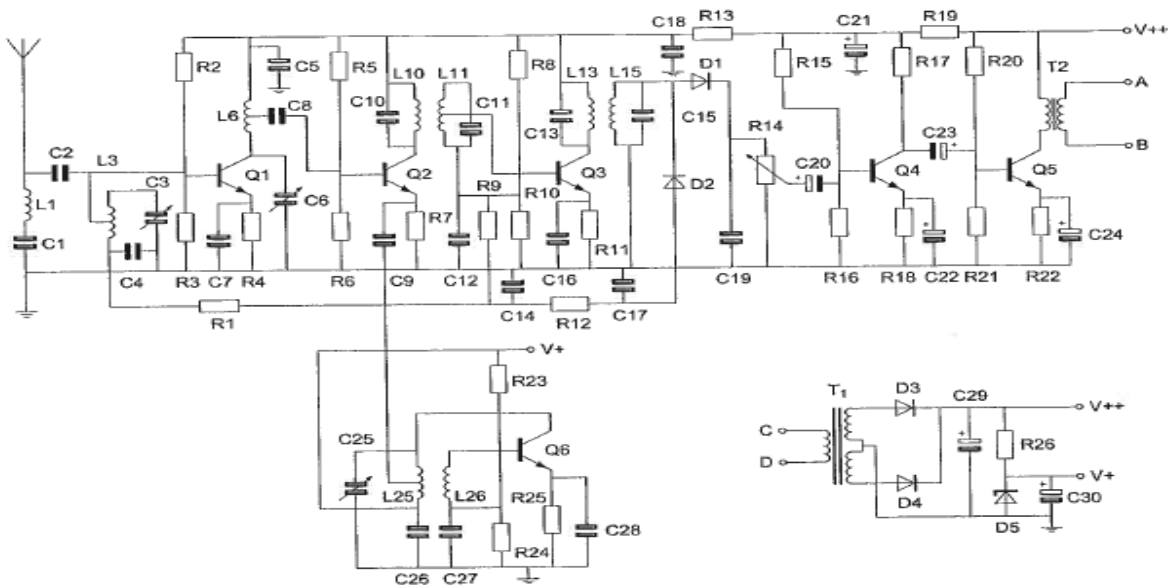 C18 R13 C21 R19
V++
R2 C5 R5 L10 L11 R8 L13 L15 D1 R15 R17 R20 T2
C8 C10 C11 C15 A
L6 C13 R14 C23
C2 L3 C20 B
C3 Q1 Q2 Q3 D2 Q4 Q5
L1 C6 R9 R10
R7
C1 R11 C24
C4 R3 C7 R4 R6 C9 C12 C16 C19 R16 R18 C22 R21 R22
R1 C14 R12 C17
V+
R23 D3 C29
T1 V++
C25 Q6 C R26
D V+
L25 L26 R25 C30
D4 D5
R24 C28
C26 C27